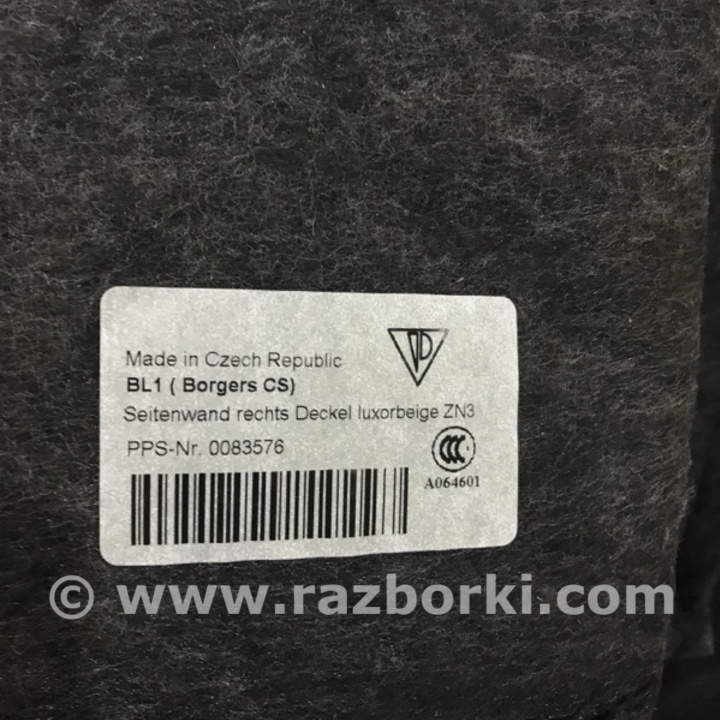 Made in Czech Republic
BL1 ( Borgers CS)
Seitenwand rechts Deckel luxorbeige ZN3
PPS-Nr. 0083576
CCC
A064601
© www.razborki.com